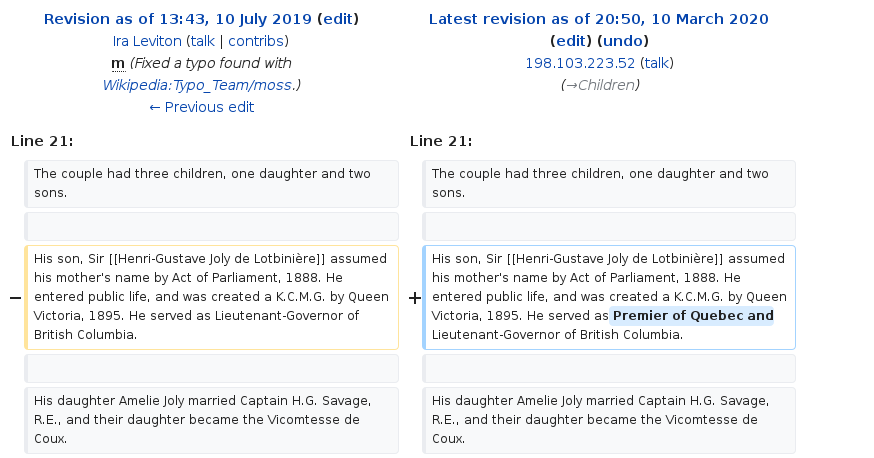 Revision as of 13:43, 10 July 2019 (edit)
Ira Leviton (talk | contribs)
m (Fixed a typo found with
Wikipedia:Typo_Team/moss.)
← Previous edit
Latest revision as of 20:50, 10 March 2020
(edit) (undo)
198.103.223.52 (talk)
(→Children)
Line 21:
Line 21:
The couple had three children, one daughter and two
sons.
The couple had three children, one daughter and two
sons.
−
His son, Sir [[Henri-Gustave Joly de Lotbinière]] assumed
his mother's name by Act of Parliament, 1888. He
entered public life, and was created a K.C.M.G. by Queen
Victoria, 1895. He served as Lieutenant-Governor of
British Columbia.
+
His son, Sir [[Henri-Gustave Joly de Lotbinière]] assumed
his mother's name by Act of Parliament, 1888. He
entered public life, and was created a K.C.M.G. by Queen
Victoria, 1895. He served as Premier of Quebec and
Lieutenant-Governor of British Columbia.
His daughter Amelie Joly married Captain H.G. Savage,
R.E., and their daughter became the Vicomtesse de
Coux.
His daughter Amelie Joly married Captain H.G. Savage,
R.E., and their daughter became the Vicomtesse de
Coux.